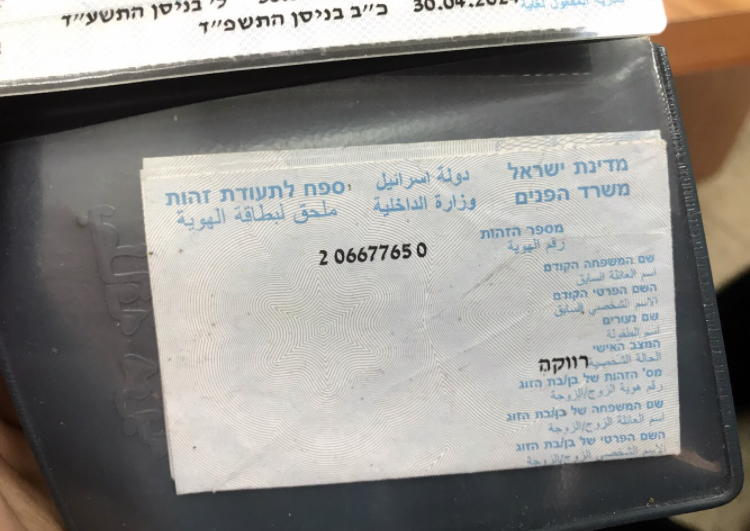 ל' בניסן התשע"ד
כ"ב בניסן התשפ"ד 30.04.2024
מדינת ישראל دولة اسرائيل ספח לתעודת זהות
משרד הפנים وزارة الداخلية ملحق لبطاقة الهوية
מספר הזהות
رقم الهوية
2 0667765 0
שם המשפחה הקודם
اسم العائلة السابق
השם הפרטי הקודם
الاسم الشخصي السابق
שם נעורים
اسم الطفولة
המצב האישי
الحالة الشخصية רווקה
מס' הזהות של בן/בת הזוג
رقم هوية الزوج/الزوجة
שם המשפחה של בן/בת הזוג
اسم العائلة الزوج/الزوجة
השם הפרטי של בן/בת הזוג
الاسم الشخصي الزوج/الزوجة